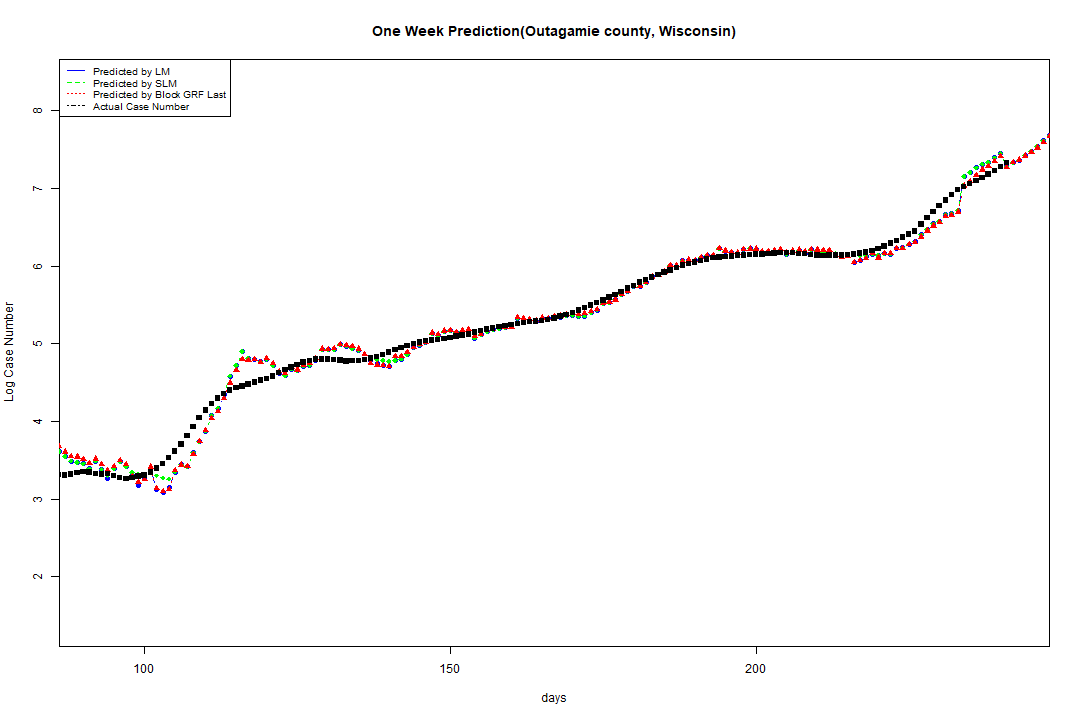 One Week Prediction(Outagamie county, Wisconsin)
Predicted by LM
Predicted by SLM
Predicted by Block GRF Last
Actual Case Number
8
7
6
5
4
3
2
Log Case Number
100 150 200
days